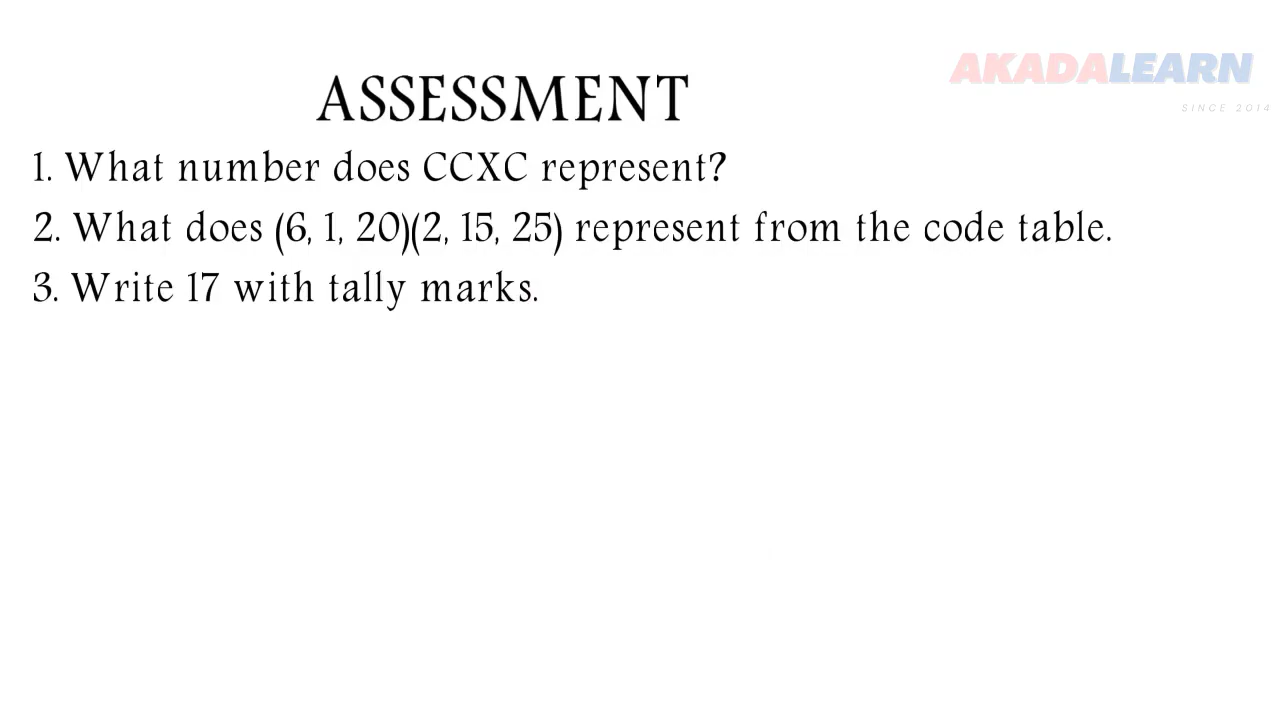 AKADALEARN
SINCE 2014
ASSESSMENT
1. What number does CCXC represent?
2. What does (6, 1, 20)(2, 15, 25) represent from the code table.
3. Write 17 with tally marks.